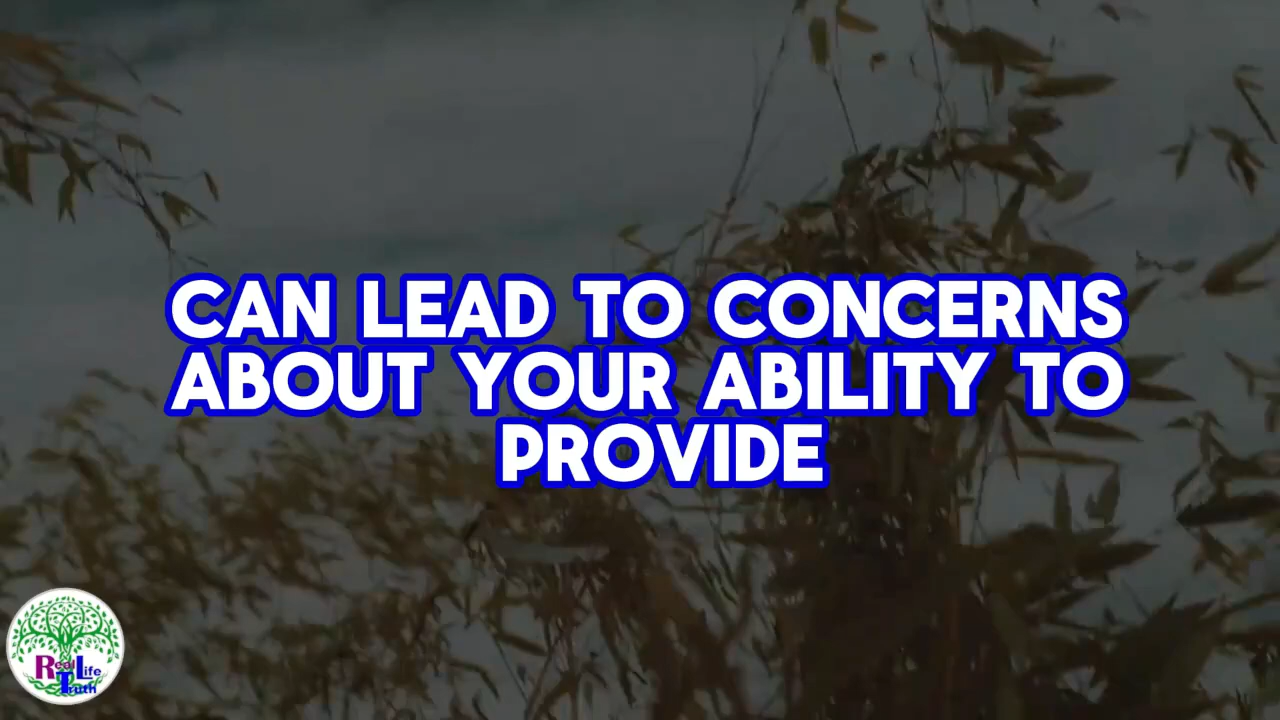 CAN LEAD TO CONCERNS
ABOUT YOUR ABILITY TO
PROVIDE
Real Life
Truth